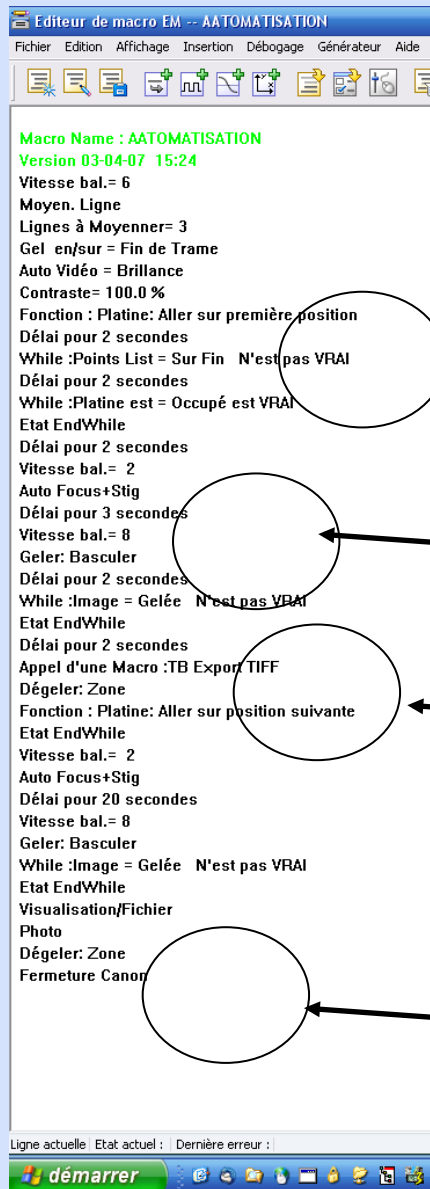 Editeur de macro EM -- AATOMATISATION
Fichier Edition Affichage Insertion Débogage Générateur Aide
Macro Name : AATOMATISATION
Version 03-04-07 15:24
Vitesse bal.= 6
Moyen. Ligne
Lignes à Moyenner= 3
Gel en/sur = Fin de Trame
Auto Vidéo = Brillance
Contraste= 100.0 %
Fonction : Platine: Aller sur première position
Délai pour 2 secondes
While :Points List = Sur Fin N'est pas VRAI
Délai pour 2 secondes
While :Platine est = Occupé est VRAI
Etat EndWhile
Délai pour 2 secondes
Vitesse bal.= 2
Auto Focus+Stig
Délai pour 3 secondes
Vitesse bal.= 8
Geler: Basculer
Délai pour 2 secondes
While :Image = Gelée N'est pas VRAI
Etat EndWhile
Délai pour 2 secondes
Appel d'une Macro :TB Export TIFF
Dégeler: Zone
Fonction : Platine: Aller sur position suivante
Etat EndWhile
Vitesse bal.= 2
Auto Focus+Stig
Délai pour 20 secondes
Vitesse bal.= 8
Geler: Basculer
While :Image = Gelée N'est pas VRAI
Etat EndWhile
Visualisation/Fichier
Photo
Dégeler: Zone
Fermeture Canon
Ligne actuelle Etat actuel : Dernière erreur :
démarrer